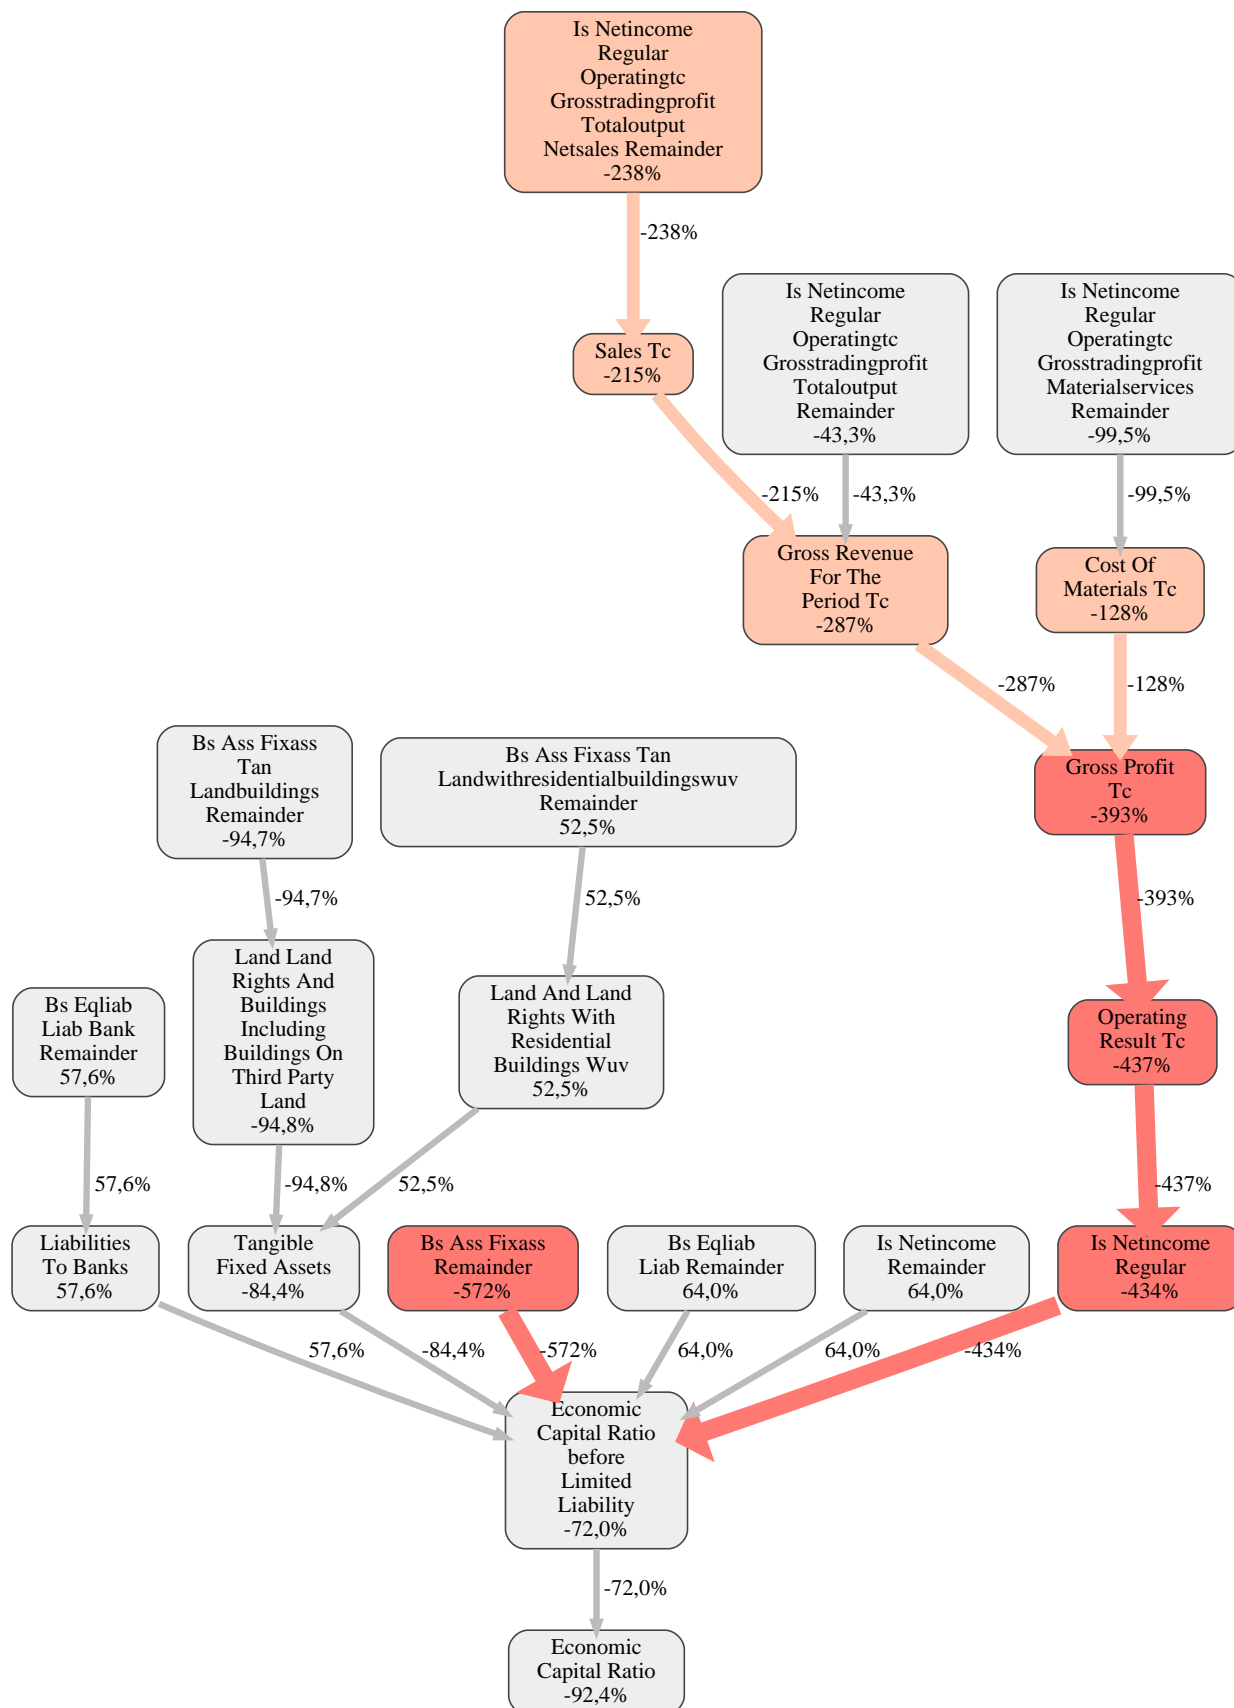 Is Netincome
Regular
Operatingtc
Grosstradingprofit
Totaloutput
Netsales Remainder
-238%
-238%
Is Netincome
Regular
Operatingtc
Grosstradingprofit
Totaloutput
Remainder
-43,3%
Is Netincome
Regular
Operatingtc
Grosstradingprofit
Materialservices
Remainder
-99,5%
Sales Tc
-215%
-215%
-43,3%
-99,5%
Gross Revenue
For The
Period Tc
-287%
Cost Of
Materials Tc
-128%
-287%
-128%
Bs Ass Fixass
Tan
Landbuildings
Remainder
-94,7%
Bs Ass Fixass Tan
Landwithresidentialbuildingswuv
Remainder
52,5%
Gross Profit
Tc
-393%
-94,7%
52,5%
-393%
Bs Eqliab
Liab Bank
Remainder
57,6%
Land Land
Rights And
Buildings
Including
Buildings On
Third Party
Land
-94,8%
Land And Land
Rights With
Residential
Buildings Wuv
52,5%
Operating
Result Tc
-437%
57,6%
-94,8%
52,5%
-437%
Liabilities
To Banks
57,6%
Tangible
Fixed Assets
-84,4%
Bs Ass Fixass
Remainder
-572%
Bs Eqliab
Liab Remainder
64,0%
Is Netincome
Remainder
64,0%
Is Netincome
Regular
-434%
57,6%
-84,4%
-572%
64,0%
64,0%
-434%
Economic
Capital Ratio
before
Limited
Liability
-72,0%
-72,0%
Economic
Capital Ratio
-92,4%